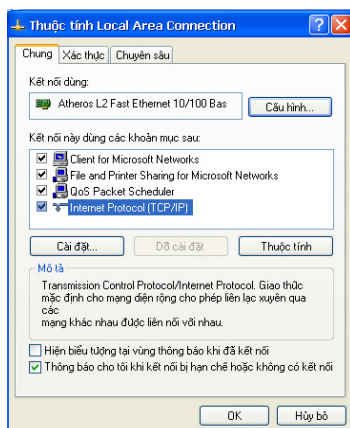 Thuộc tính Local Area Connection
Chung Xác thực Chuyên sâu
Kết nối dùng:
Atheros L2 Fast Ethernet 10/100 Bas
Cấu hình...
Kết nối này dùng các khoản mục sau:
Client for Microsoft Networks
File and Printer Sharing for Microsoft Networks
QoS Packet Scheduler
Internet Protocol (TCP/IP)
Cài đặt... Dỡ cài đặt Thuộc tính
Mô tả
Transmission Control Protocol/Internet Protocol. Giao thức
mặc định cho mạng diện rộng cho phép liên lạc xuyên qua
các
mạng khác nhau được liên nối với nhau.
Hiện biểu tượng tại vùng thông báo khi đã kết nối
Thông báo cho tôi khi kết nối bị hạn chế hoặc không có kết nối
OK Hủy bỏ